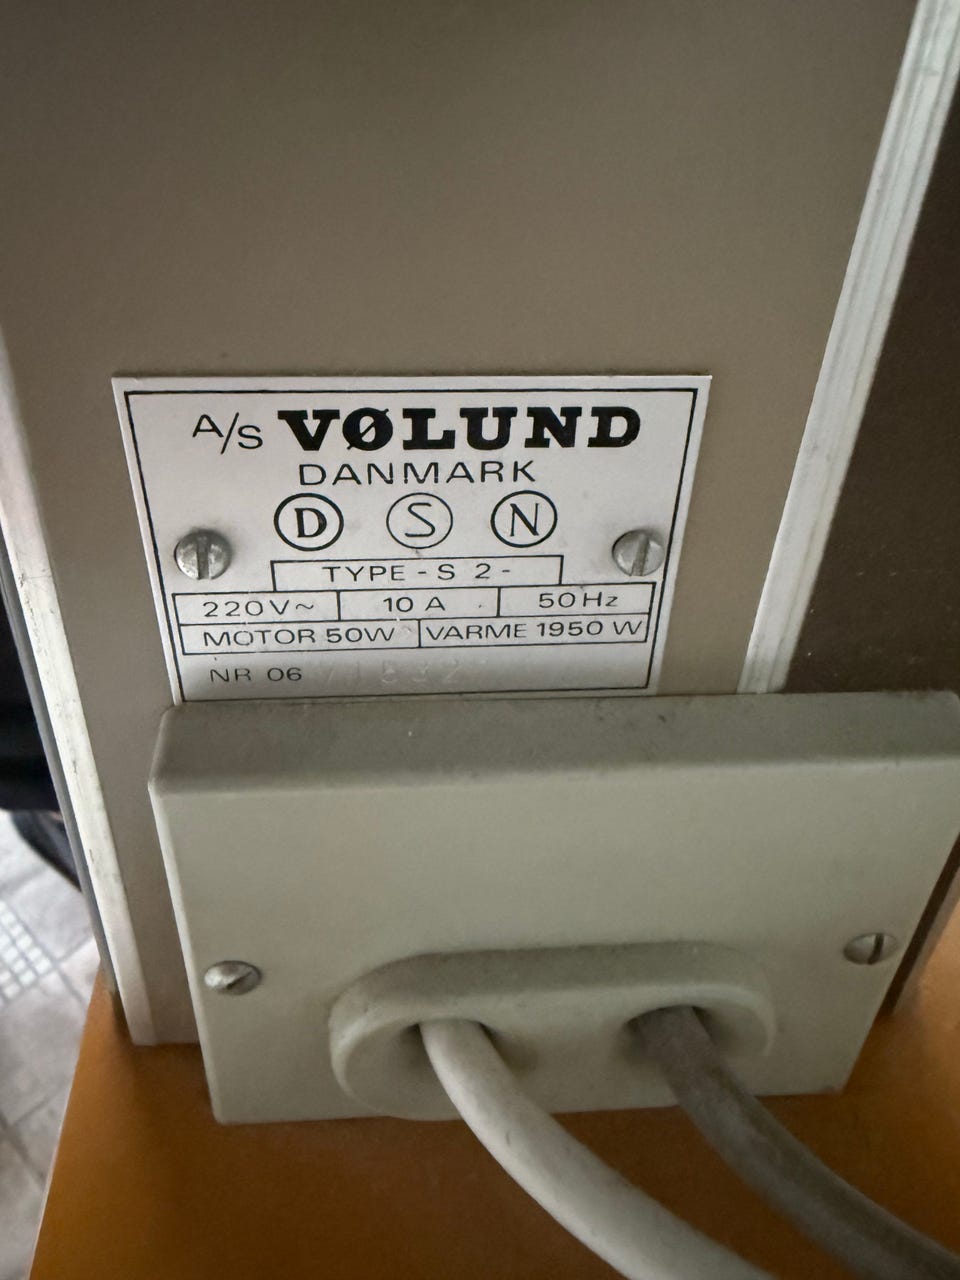 A/S VØLUND
DANMARK
D S N
TYPE - S 2 -
220V~ 10 A 50Hz
MOTOR 50W VARME 1950 W
NR 06